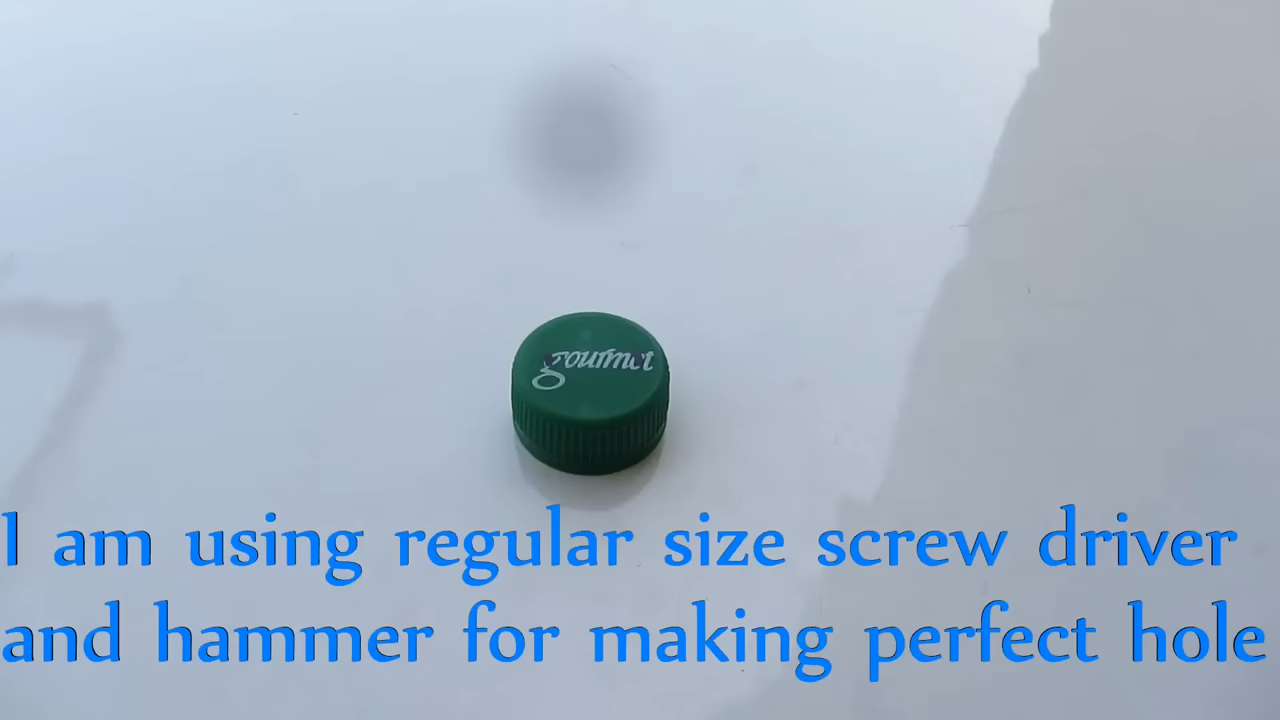 gourmet
I am using regular size screw driver
and hammer for making perfect hole